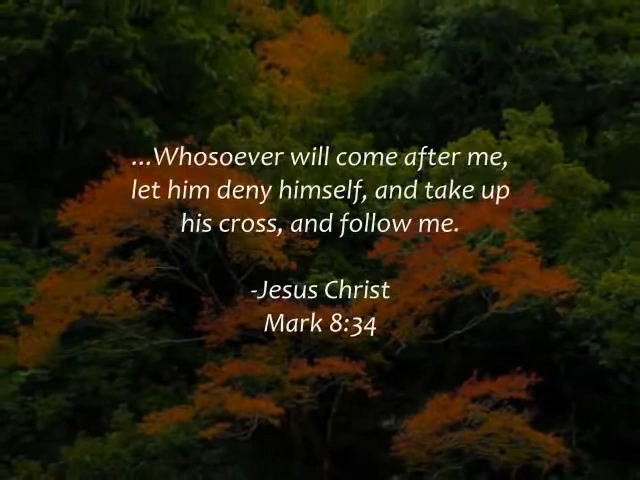 ...Whosoever will come after me,
let him deny himself, and take up
his cross, and follow me.
-Jesus Christ
Mark 8:34